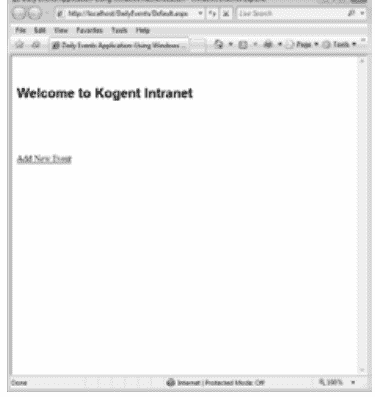 http://localhost/DailyEvents/Default.aspx Live Search
File Edit View Favorites Tools Help
Daily Events Application Using Windows ... Page Tools
Welcome to Kogent Intranet
Add New Event
Done Internet | Protected Mode: Off 100%